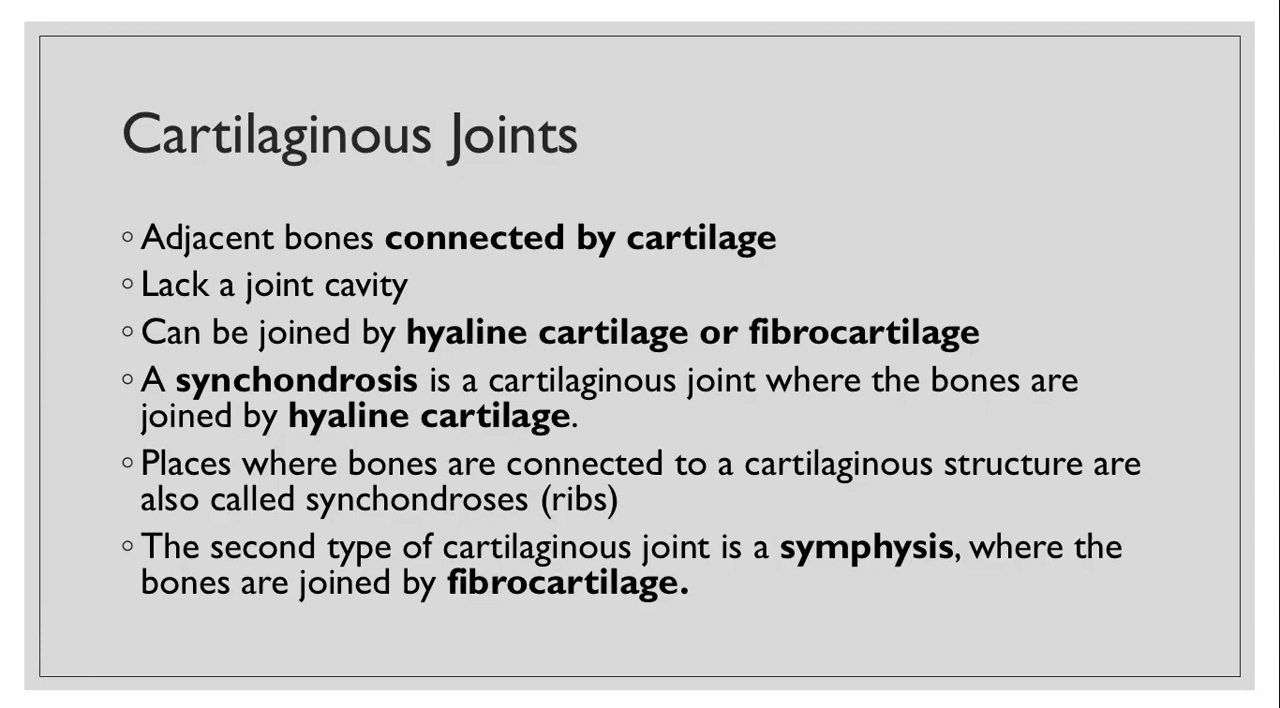 Cartilaginous Joints
◦ Adjacent bones connected by cartilage
◦ Lack a joint cavity
◦ Can be joined by hyaline cartilage or fibrocartilage
◦ A synchondrosis is a cartilaginous joint where the bones are
joined by hyaline cartilage.
◦ Places where bones are connected to a cartilaginous structure are
also called synchondroses (ribs)
◦ The second type of cartilaginous joint is a symphysis, where the
bones are joined by fibrocartilage.